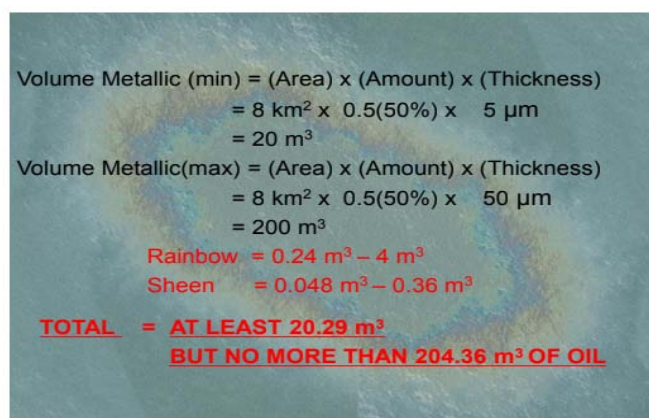 Volume Metallic (min) = (Area) x (Amount) x (Thickness)
= 8 km² x 0.5(50%) x 5 µm
= 20 m³
Volume Metallic(max) = (Area) x (Amount) x (Thickness)
= 8 km² x 0.5(50%) x 50 µm
= 200 m³
Rainbow = 0.24 m³ – 4 m³
Sheen = 0.048 m³ – 0.36 m³
TOTAL = AT LEAST 20.29 m³
BUT NO MORE THAN 204.36 m³ OF OIL